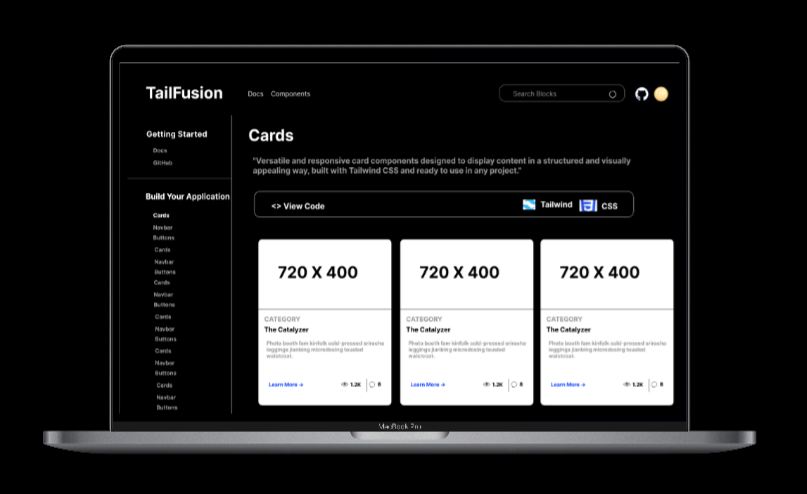 TailFusion
Docs Components
Search Blocks
Getting Started
Docs
GitHub
Build Your Application
Cards
Navbar
Buttons
Cards
Navbar
Buttons
Cards
Navbar
Buttons
Cards
Navbar
Buttons
Cards
Navbar
Buttons
Cards
Navbar
Buttons
Cards
"Versatile and responsive card components designed to display content in a structured and visually
appealing way, built with Tailwind CSS and ready to use in any project."
<> View Code
Tailwind
CSS
720 X 400
CATEGORY
The Catalyzer
Photo booth fam kinfolk cold-pressed sriracha
leggings jianbing microdosing tousled
waistcoat.
Learn More →
1.2K
6
720 X 400
CATEGORY
The Catalyzer
Photo booth fam kinfolk cold-pressed sriracha
leggings jianbing microdosing tousled
waistcoat.
Learn More →
1.2K
6
720 X 400
CATEGORY
The Catalyzer
Photo booth fam kinfolk cold-pressed sriracha
leggings jianbing microdosing tousled
waistcoat.
Learn More →
1.2K
6
MacBook Pro